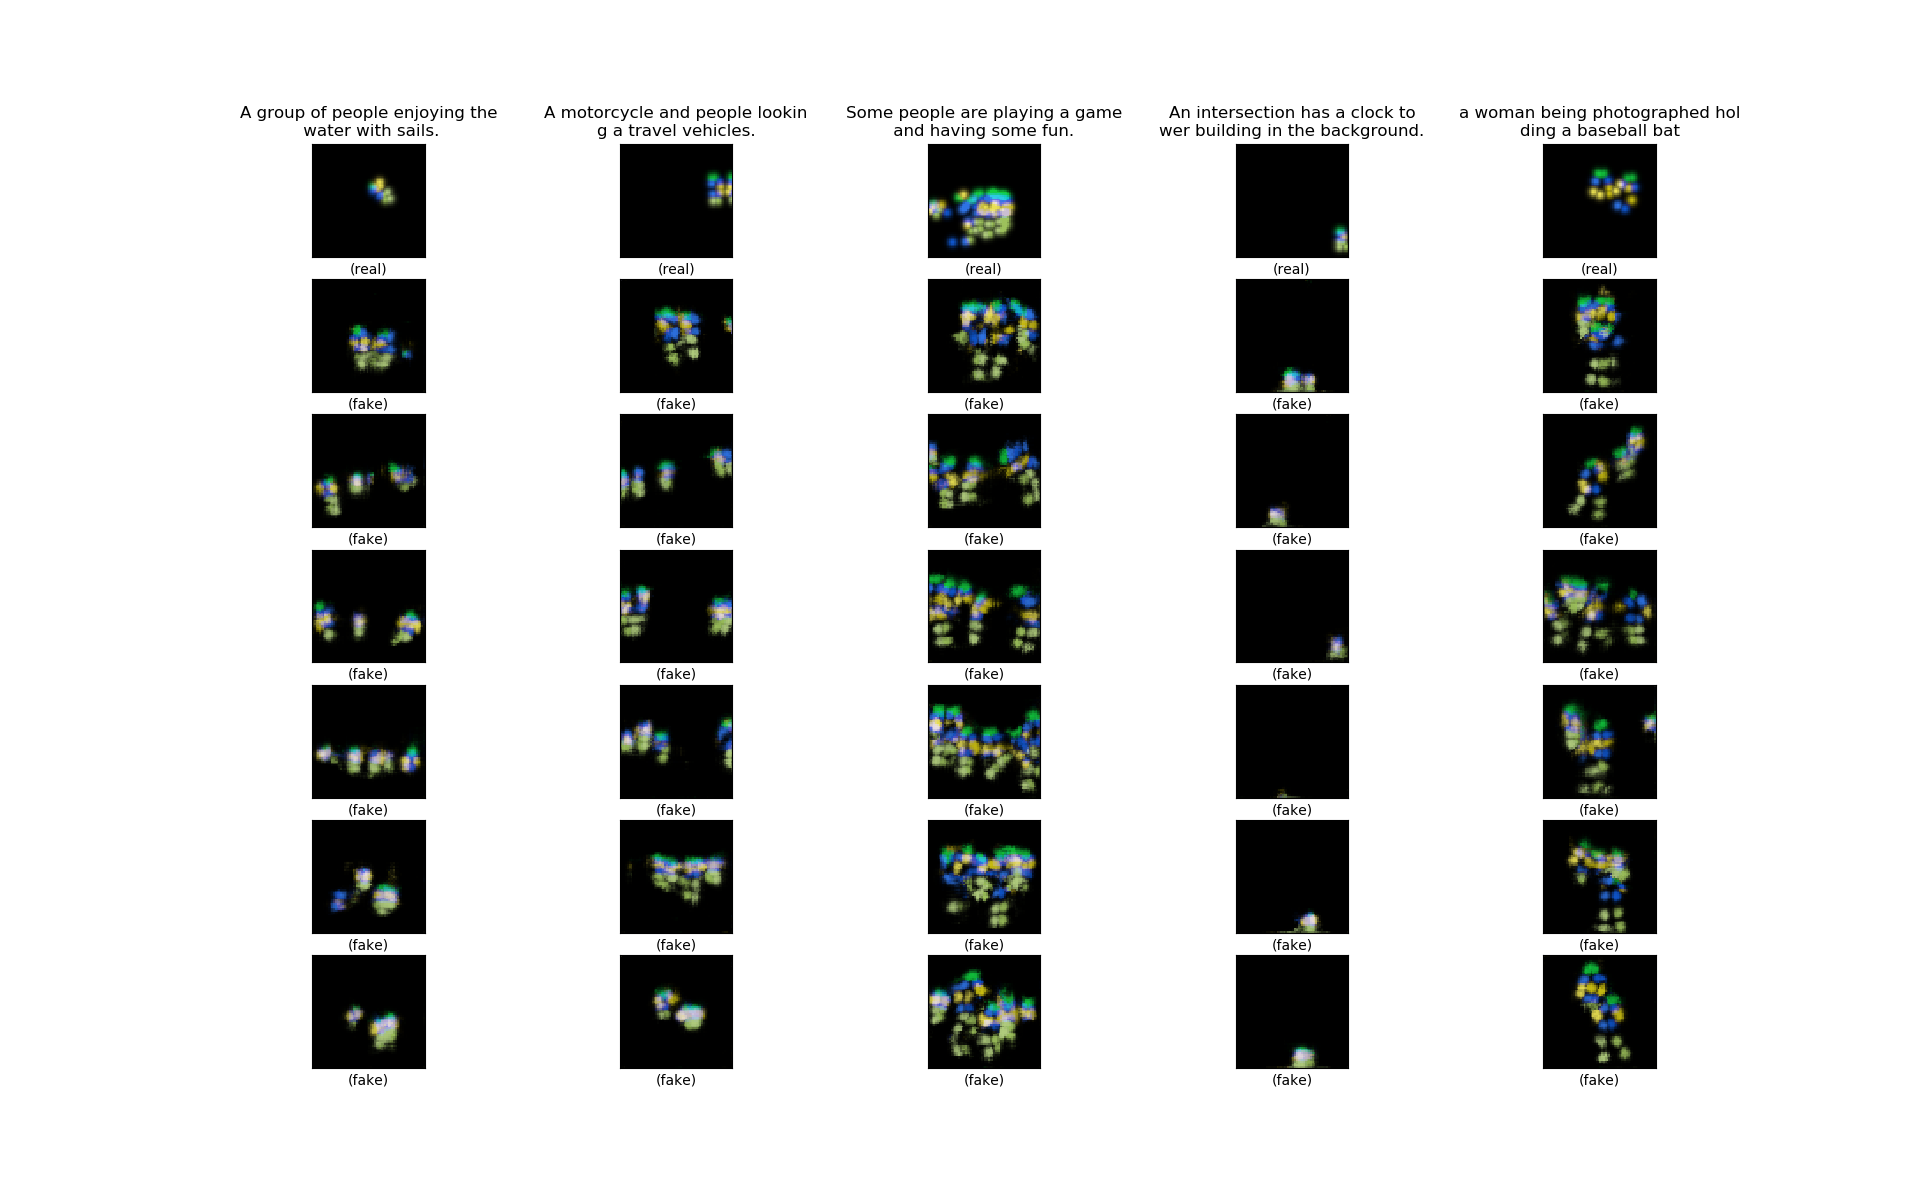 A group of people enjoying the
water with sails.
A motorcycle and people lookin
g a travel vehicles.
Some people are playing a game
and having some fun.
An intersection has a clock to
wer building in the background.
a woman being photographed hol
ding a baseball bat
(real) (real) (real) (real) (real)
(fake) (fake) (fake) (fake) (fake)
(fake) (fake) (fake) (fake) (fake)
(fake) (fake) (fake) (fake) (fake)
(fake) (fake) (fake) (fake) (fake)
(fake) (fake) (fake) (fake) (fake)
(fake) (fake) (fake) (fake) (fake)